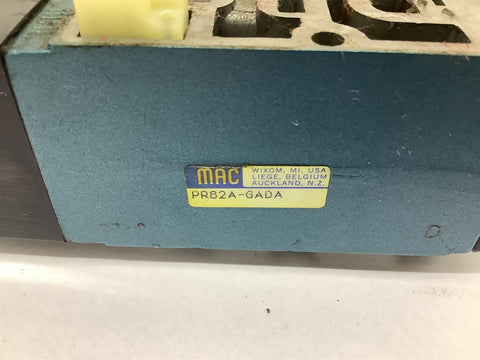 MAC
WIXOM, MI. USA
LIEGE, BELGIUM
AUCKLAND, N.Z.
PR82A-GADA